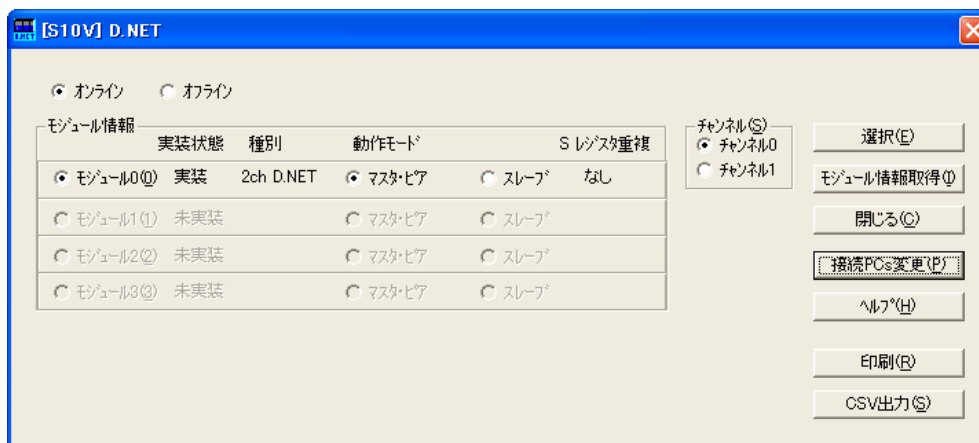 [S10V] D.NET
オンライン オフライン
モジュール情報
実装状態 種別 動作モード Sレジスタ重複
モジュール0(0) 実装 2ch D.NET マスタ・ピア スレーブ なし
モジュール1(1) 未実装 マスタ・ピア スレーブ
モジュール2(2) 未実装 マスタ・ピア スレーブ
モジュール3(3) 未実装 マスタ・ピア スレーブ
チャンネル(S)
チャンネル0
チャンネル1
選択(E)
モジュール情報取得(I)
閉じる(C)
接続PCs変更(P)
ヘルプ(H)
印刷(R)
CSV出力(S)